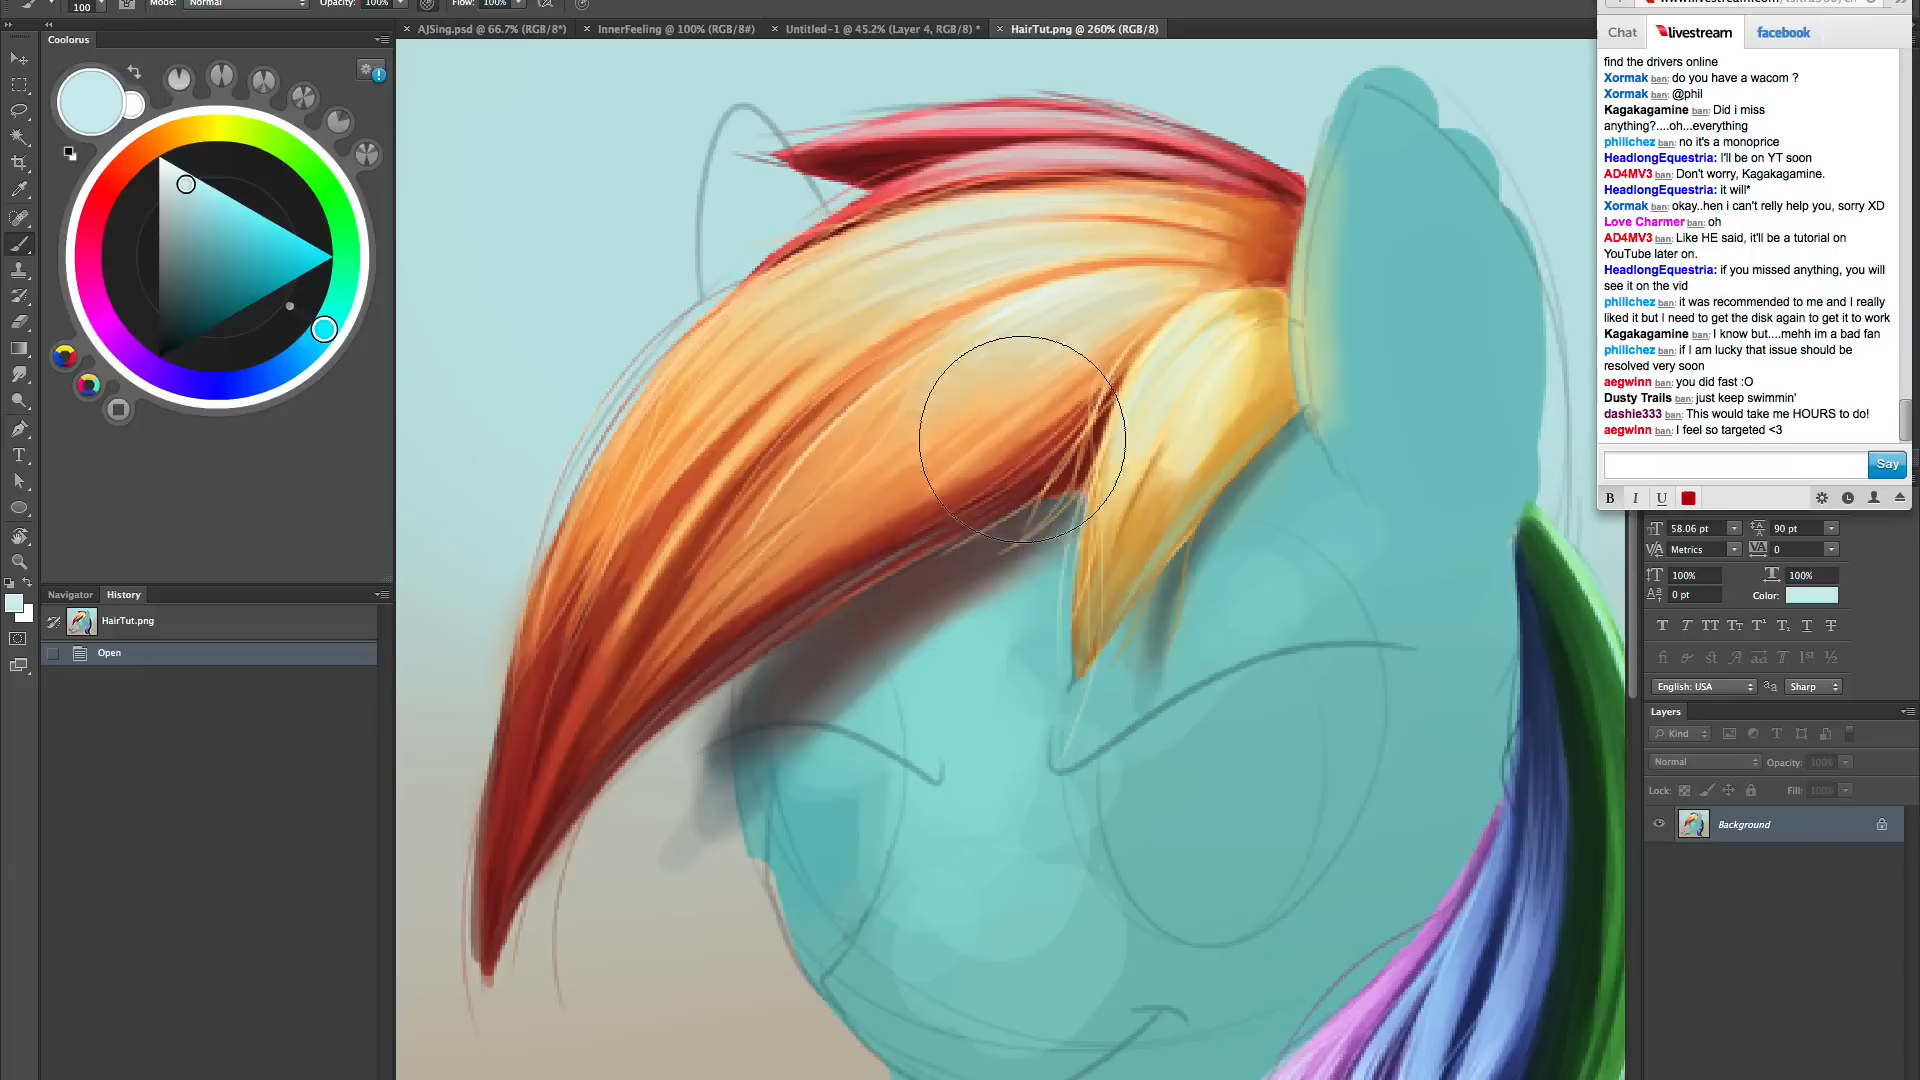 100
Mode:
Normal
Opacity:
100%
Flow:
100%
Coolorus
AJSing.psd @ 66.7% (RGB/8*)
InnerFeeling @ 100% (RGB/8#)
Untitled-1 @ 45.2% (Layer 4, RGB/8) *
HairTut.png @ 260% (RGB/8)
Navigator
History
HairTut.png
Open
Chat
livestream
facebook
find the drivers online
Xormak ban: do you have a wacom ?
Xormak ban: @phil
Kagakagamine ban: Did i miss
anything?....oh...everything
philichez ban: no it's a monoprice
HeadlongEquestria: I'll be on YT soon
AD4MV3 ban: Don't worry, Kagakagamine.
HeadlongEquestria: it will*
Xormak ban: okay..hen i can't relly help you, sorry XD
Love Charmer ban: oh
AD4MV3 ban: Like HE said, it'll be a tutorial on
YouTube later on.
HeadlongEquestria: if you missed anything, you will
see it on the vid
philichez ban: it was recommended to me and I really
liked it but I need to get the disk again to get it to work
Kagakagamine ban: I know but....mehh im a bad fan
philichez ban: if I am lucky that issue should be
resolved very soon
aegwinn ban: you did fast :O
Dusty Trails ban: just keep swimmin'
dashie333 ban: This would take me HOURS to do!
aegwinn ban: I feel so targeted <3
Say
B I U
58.06 pt
90 pt
Metrics
0
100%
100%
0 pt
Color:
English: USA
Sharp
Layers
Kind
Normal
Opacity: 100%
Lock:
Fill: 100%
Background